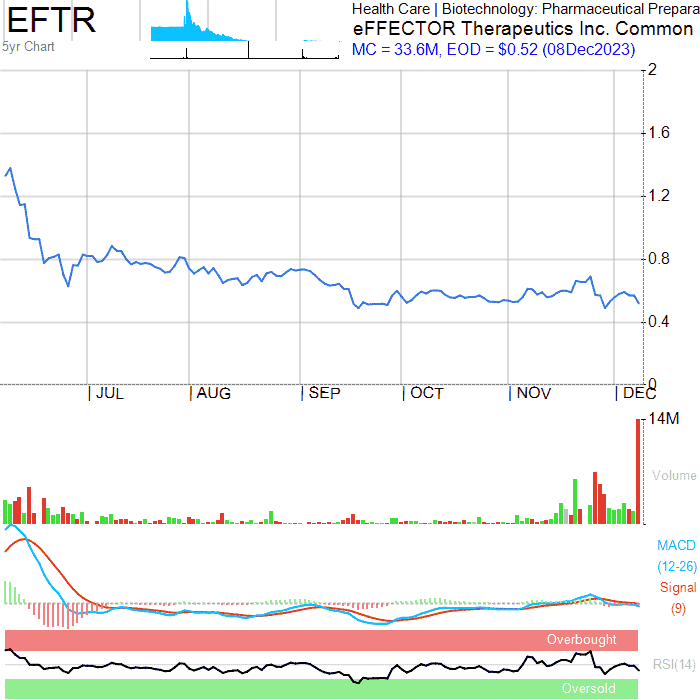 EFTR
5yr Chart
Health Care | Biotechnology: Pharmaceutical Prepara
eFFECTOR Therapeutics Inc. Common
MC = 33.6M, EOD = $0.52 (08Dec2023)
2
1.6
1.2
0.8
0.4
0
JUL AUG SEP OCT NOV DEC
14M
Volume
MACD
(12-26)
Signal
(9)
Overbought
RSI(14)
Oversold